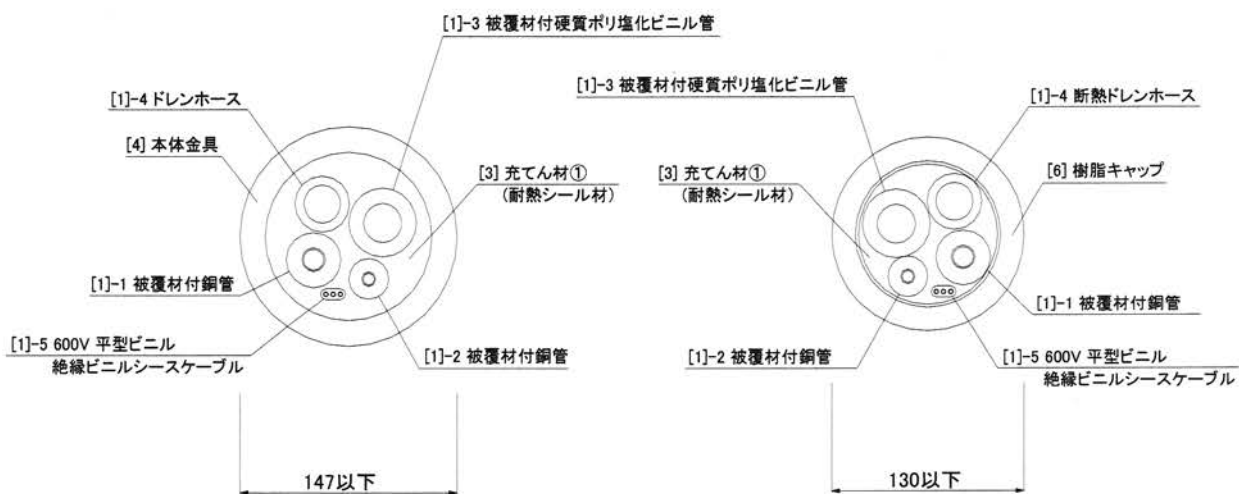 [1]-3 被覆材付硬質ポリ塩化ビニル管
[1]-4 ドレンホース
[4] 本体金具
[3] 充てん材①
(耐熱シール材)
[1]-1 被覆材付銅管
[1]-5 600V 平型ビニル
絶縁ビニルシースケーブル
[1]-2 被覆材付銅管
147以下
[1]-3 被覆材付硬質ポリ塩化ビニル管
[1]-4 断熱ドレンホース
[3] 充てん材①
(耐熱シール材)
[6] 樹脂キャップ
[1]-1 被覆材付銅管
[1]-2 被覆材付銅管
[1]-5 600V 平型ビニル
絶縁ビニルシースケーブル
130以下